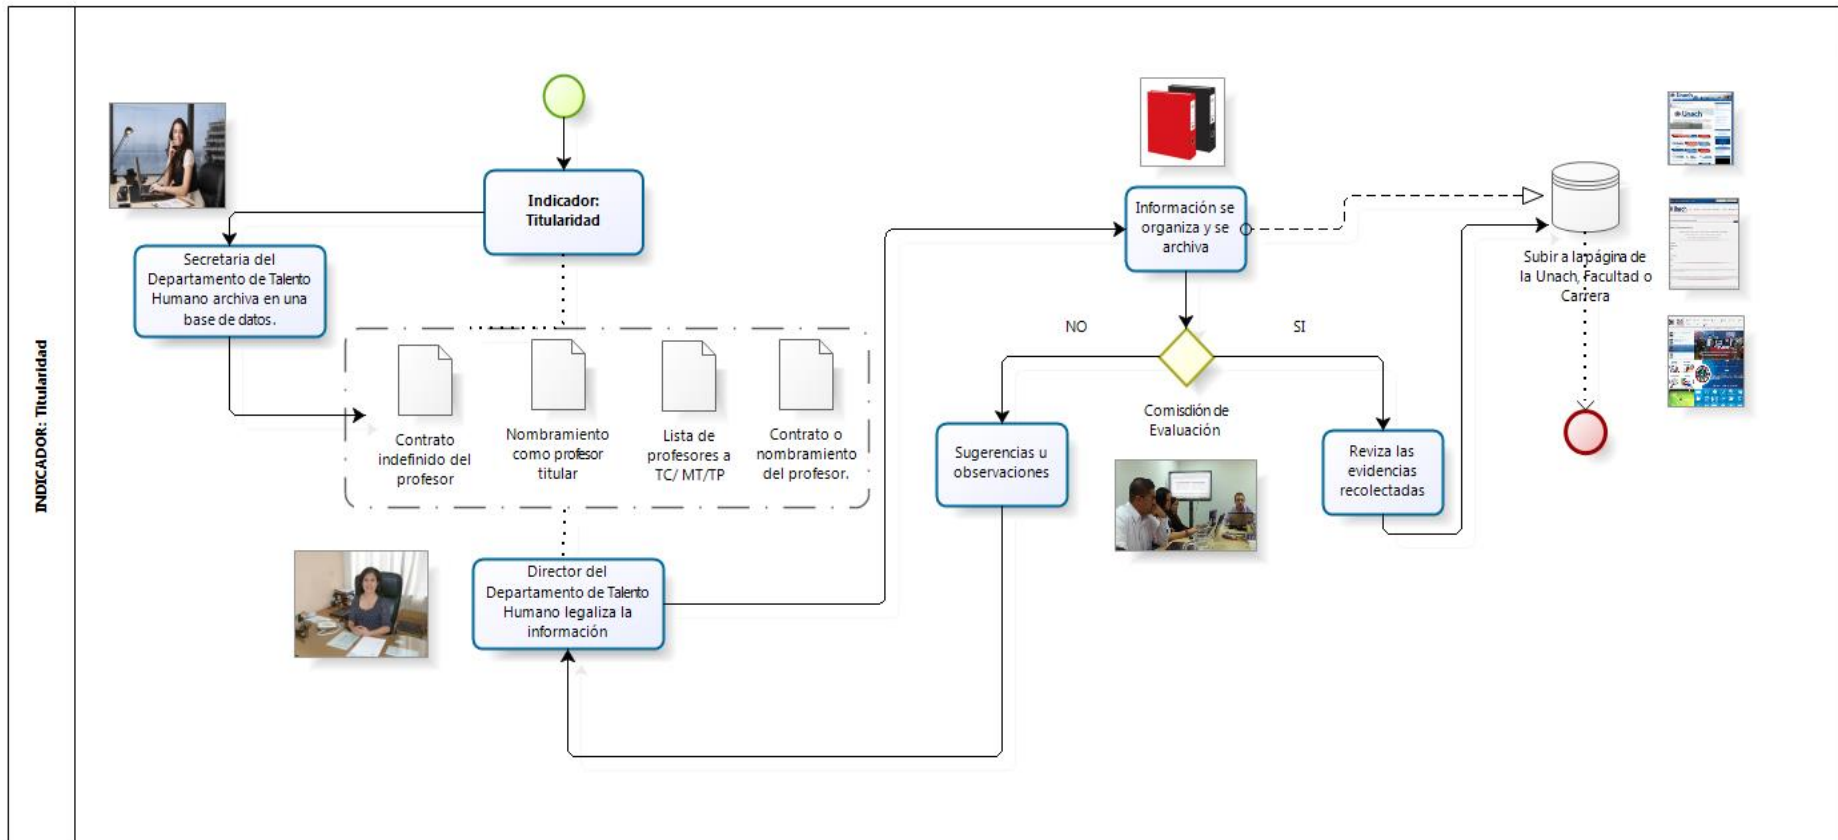 INDICADOR: Titularidad
Indicador:
Titularidad
Secretaria del
Departamento de Talento
Humano archiva en una
base de datos.
Contrato
indefinido del
profesor
Nombramiento
como profesor
titular
Lista de
profesores a
TC/ MT/TP
Contrato o
nombramiento
del profesor.
Director del
Departamento de Talento
Humano legaliza la
información
Información se
organiza y se
archiva
NO
SI
Comisdión de
Evaluación
Sugerencias u
observaciones
Reviza las
evidencias
recolectadas
Subir a la página de
la Unach, Facultad o
Carrera
Unach
Unach